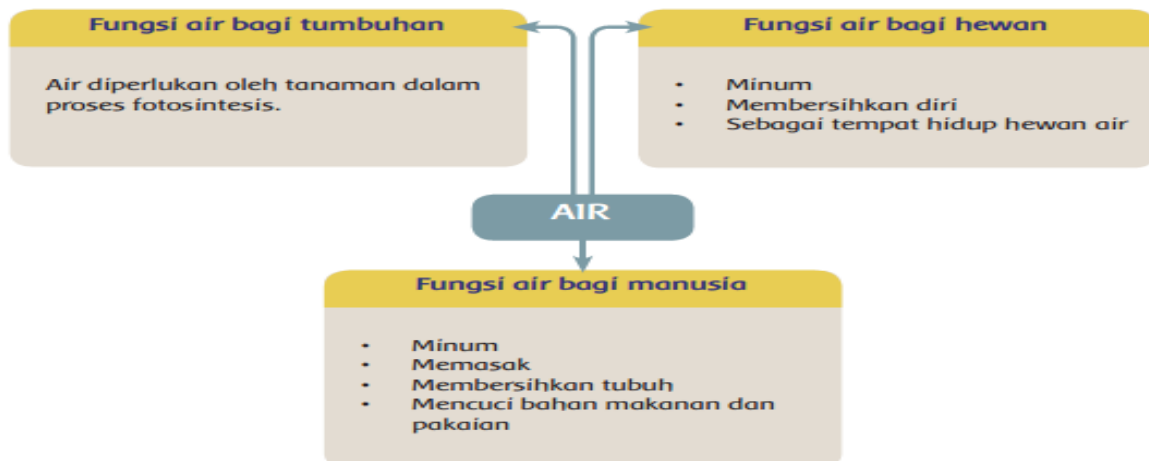 Fungsi air bagi tumbuhan
Air diperlukan oleh tanaman dalam
proses fotosintesis.
Fungsi air bagi hewan
• Minum
• Membersihkan diri
• Sebagai tempat hidup hewan air
AIR
Fungsi air bagi manusia
• Minum
• Memasak
• Membersihkan tubuh
• Mencuci bahan makanan dan
pakaian